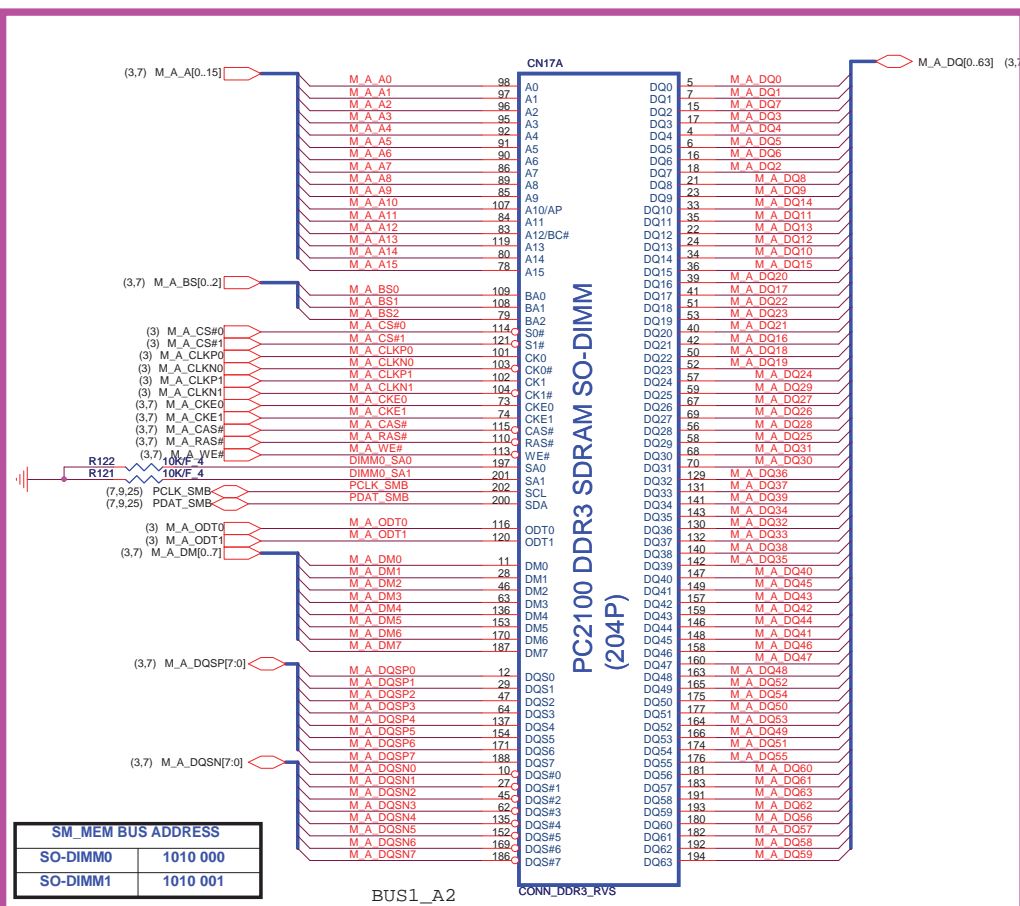 CN17A
(3,7) M_A_A[0..15]
M_A_DQ[0..63] (3,7
M_A_A0 98 A0 DQ0 5 M_A_DQ0
M_A_A1 97 A1 DQ1 7 M_A_DQ1
M_A_A2 96 A2 DQ2 15 M_A_DQ7
M_A_A3 95 A3 DQ3 17 M_A_DQ3
M_A_A4 92 A4 DQ4 4 M_A_DQ4
M_A_A5 91 A5 DQ5 6 M_A_DQ5
M_A_A6 90 A6 DQ6 16 M_A_DQ6
M_A_A7 86 A7 DQ7 18 M_A_DQ2
M_A_A8 89 A8 DQ8 21 M_A_DQ8
M_A_A9 85 A9 DQ9 23 M_A_DQ9
M_A_A10 107 A10/AP DQ10 33 M_A_DQ14
M_A_A11 84 A11 DQ11 35 M_A_DQ11
M_A_A12 83 A12/BC# DQ12 22 M_A_DQ13
M_A_A13 119 A13 DQ13 24 M_A_DQ12
M_A_A14 80 A14 DQ14 34 M_A_DQ10
M_A_A15 78 A15 DQ15 36 M_A_DQ15
DQ16 39 M_A_DQ20
(3,7) M_A_BS[0..2]
M_A_BS0 109 BA0 DQ17 41 M_A_DQ17
M_A_BS1 108 BA1 DQ18 51 M_A_DQ22
M_A_BS2 79 BA2 DQ19 53 M_A_DQ23
(3) M_A_CS#0 M_A_CS#0 114 S0# DQ20 40 M_A_DQ21
(3) M_A_CS#1 M_A_CS#1 121 S1# DQ21 42 M_A_DQ16
(3) M_A_CLKP0 M_A_CLKP0 101 CK0 DQ22 50 M_A_DQ18
(3) M_A_CLKN0 M_A_CLKN0 103 CK0# DQ23 52 M_A_DQ19
(3) M_A_CLKP1 M_A_CLKP1 102 CK1 DQ24 57 M_A_DQ24
(3) M_A_CLKN1 M_A_CLKN1 104 CK1# DQ25 59 M_A_DQ29
(3,7) M_A_CKE0 M_A_CKE0 73 CKE0 DQ26 67 M_A_DQ27
(3,7) M_A_CKE1 M_A_CKE1 74 CKE1 DQ27 69 M_A_DQ26
(3,7) M_A_CAS# M_A_CAS# 115 CAS# DQ28 56 M_A_DQ28
(3,7) M_A_RAS# M_A_RAS# 110 RAS# DQ29 58 M_A_DQ25
(3,7) M_A_WE# M_A_WE# 113 WE# DQ30 68 M_A_DQ31
R122 10K/F_4 DIMM0_SA0 197 SA0 DQ31 70 M_A_DQ30
R121 10K/F_4 DIMM0_SA1 201 SA1 DQ32 129 M_A_DQ36
(7,9,25) PCLK_SMB PCLK_SMB 202 SCL DQ33 131 M_A_DQ37
(7,9,25) PDAT_SMB PDAT_SMB 200 SDA DQ34 141 M_A_DQ39
DQ35 143 M_A_DQ34
(3) M_A_ODT0 M_A_ODT0 116 ODT0 DQ36 130 M_A_DQ32
(3) M_A_ODT1 M_A_ODT1 120 ODT1 DQ37 132 M_A_DQ33
(3,7) M_A_DM[0..7] DQ38 140 M_A_DQ38
M_A_DM0 11 DM0 DQ39 142 M_A_DQ35
M_A_DM1 28 DM1 DQ40 147 M_A_DQ40
M_A_DM2 46 DM2 DQ41 149 M_A_DQ45
M_A_DM3 63 DM3 DQ42 157 M_A_DQ43
M_A_DM4 136 DM4 DQ43 159 M_A_DQ42
M_A_DM5 153 DM5 DQ44 146 M_A_DQ44
M_A_DM6 170 DM6 DQ45 148 M_A_DQ41
M_A_DM7 187 DM7 DQ46 158 M_A_DQ46
DQ47 160 M_A_DQ47
(3,7) M_A_DQSP[7:0]
M_A_DQSP0 12 DQS0 DQ48 163 M_A_DQ48
M_A_DQSP1 29 DQS1 DQ49 165 M_A_DQ52
M_A_DQSP2 47 DQS2 DQ50 175 M_A_DQ54
M_A_DQSP3 64 DQS3 DQ51 177 M_A_DQ50
M_A_DQSP4 137 DQS4 DQ52 164 M_A_DQ53
M_A_DQSP5 154 DQS5 DQ53 166 M_A_DQ49
M_A_DQSP6 171 DQS6 DQ54 174 M_A_DQ51
M_A_DQSP7 188 DQS7 DQ55 176 M_A_DQ55
(3,7) M_A_DQSN[7:0]
M_A_DQSN0 10 DQS#0 DQ56 181 M_A_DQ60
M_A_DQSN1 27 DQS#1 DQ57 183 M_A_DQ61
M_A_DQSN2 45 DQS#2 DQ58 191 M_A_DQ63
M_A_DQSN3 62 DQS#3 DQ59 193 M_A_DQ62
M_A_DQSN4 135 DQS#4 DQ60 180 M_A_DQ56
M_A_DQSN5 152 DQS#5 DQ61 182 M_A_DQ57
M_A_DQSN6 169 DQS#6 DQ62 192 M_A_DQ58
M_A_DQSN7 186 DQS#7 DQ63 194 M_A_DQ59
PC2100 DDR3 SDRAM SO-DIMM
(204P)
CONN_DDR3_RVS
SM_MEM BUS ADDRESS
SO-DIMM0 1010 000
SO-DIMM1 1010 001
BUS1_A2